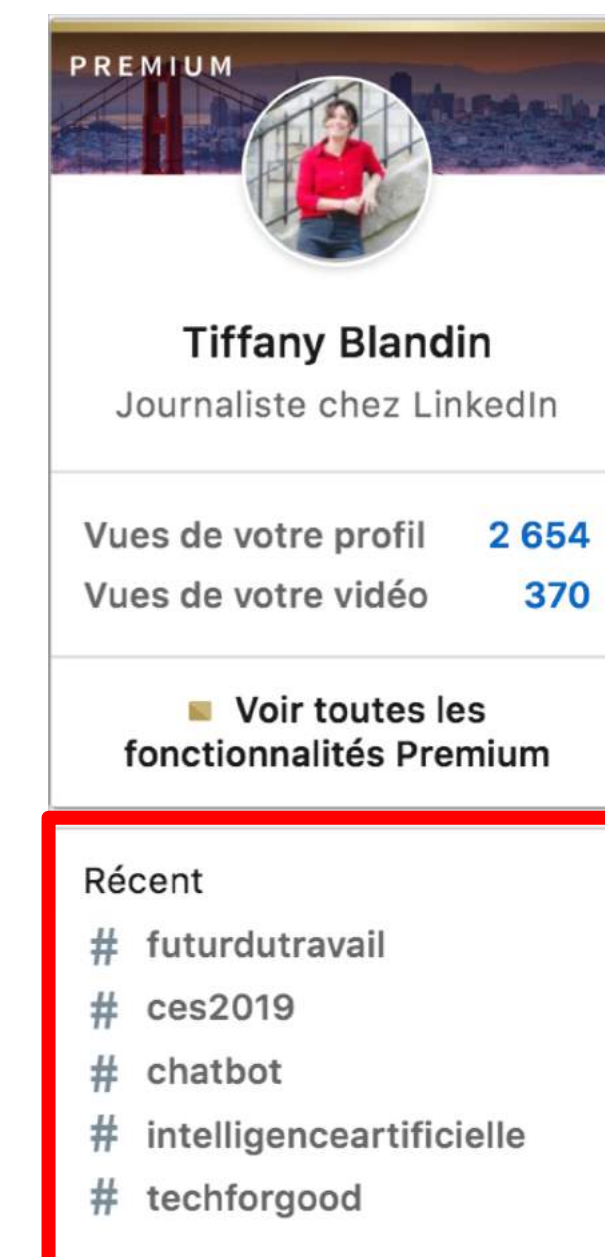 PREMIUM
Tiffany Blandin
Journaliste chez LinkedIn
Vues de votre profil 2 654
Vues de votre vidéo 370
Voir toutes les
fonctionnalités Premium
Récent
# futurdutravail
# ces2019
# chatbot
# intelligenceartificielle
# techforgood